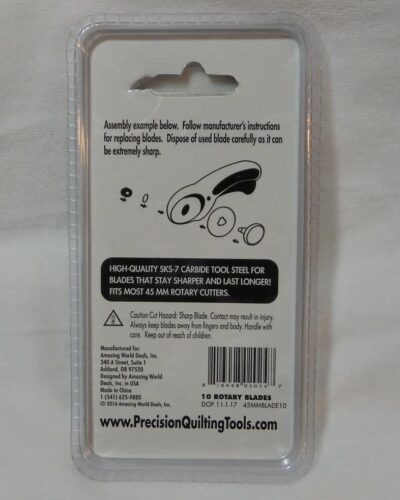 Assembly example below. Follow manufacturer's instructions
for replacing blades. Dispose of used blade carefully as it can
be extremely sharp.
HIGH-QUALITY SKS-7 CARBIDE TOOL STEEL FOR
BLADES THAT STAY SHARPER AND LAST LONGER!
FITS MOST 45 MM ROTARY CUTTERS.
Caution Cut Hazard: Sharp Blade. Contact may result in injury.
Always keep blades away from fingers and body. Handle with
care. Keep out of reach of children.
Manufactured for:
Amazing World Deals, Inc.
340 A Street, Suite 1
Ashland, OR 97520
Designed by Amazing World
Deals, Inc. in USA
Made in China
1 (541) 625-9880
© 2016 Amazing World Deals, Inc.
10 ROTARY BLADES
DOP 11-1-17 45MMBLADE10
www.PrecisionQuiltingTools.com